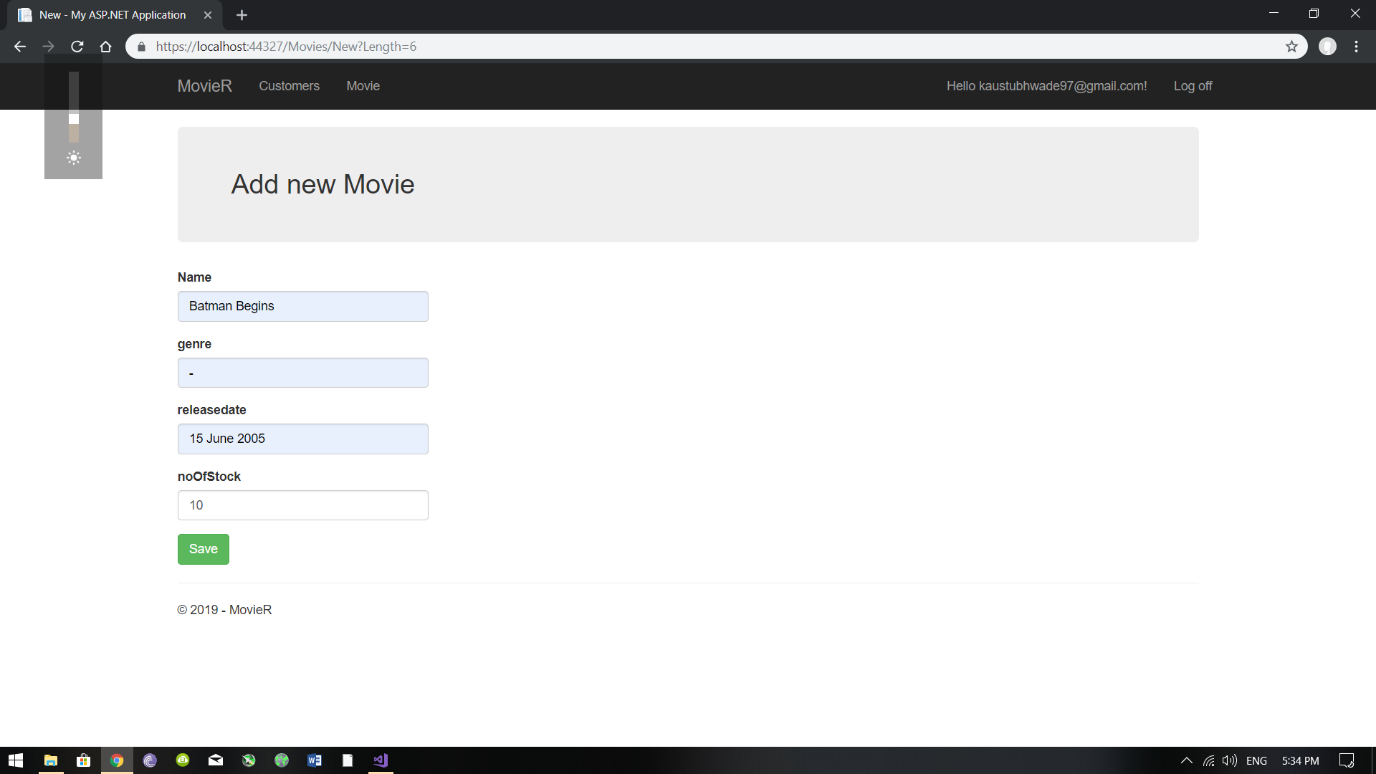 New - My ASP.NET Application
https://localhost:44327/Movies/New?Length=6
MovieR Customers Movie Hello kaustubhwade97@gmail.com! Log off
Add new Movie
Name
Batman Begins
genre
-
releasedate
15 June 2005
noOfStock
10
Save
© 2019 - MovieR
ENG 5:34 PM